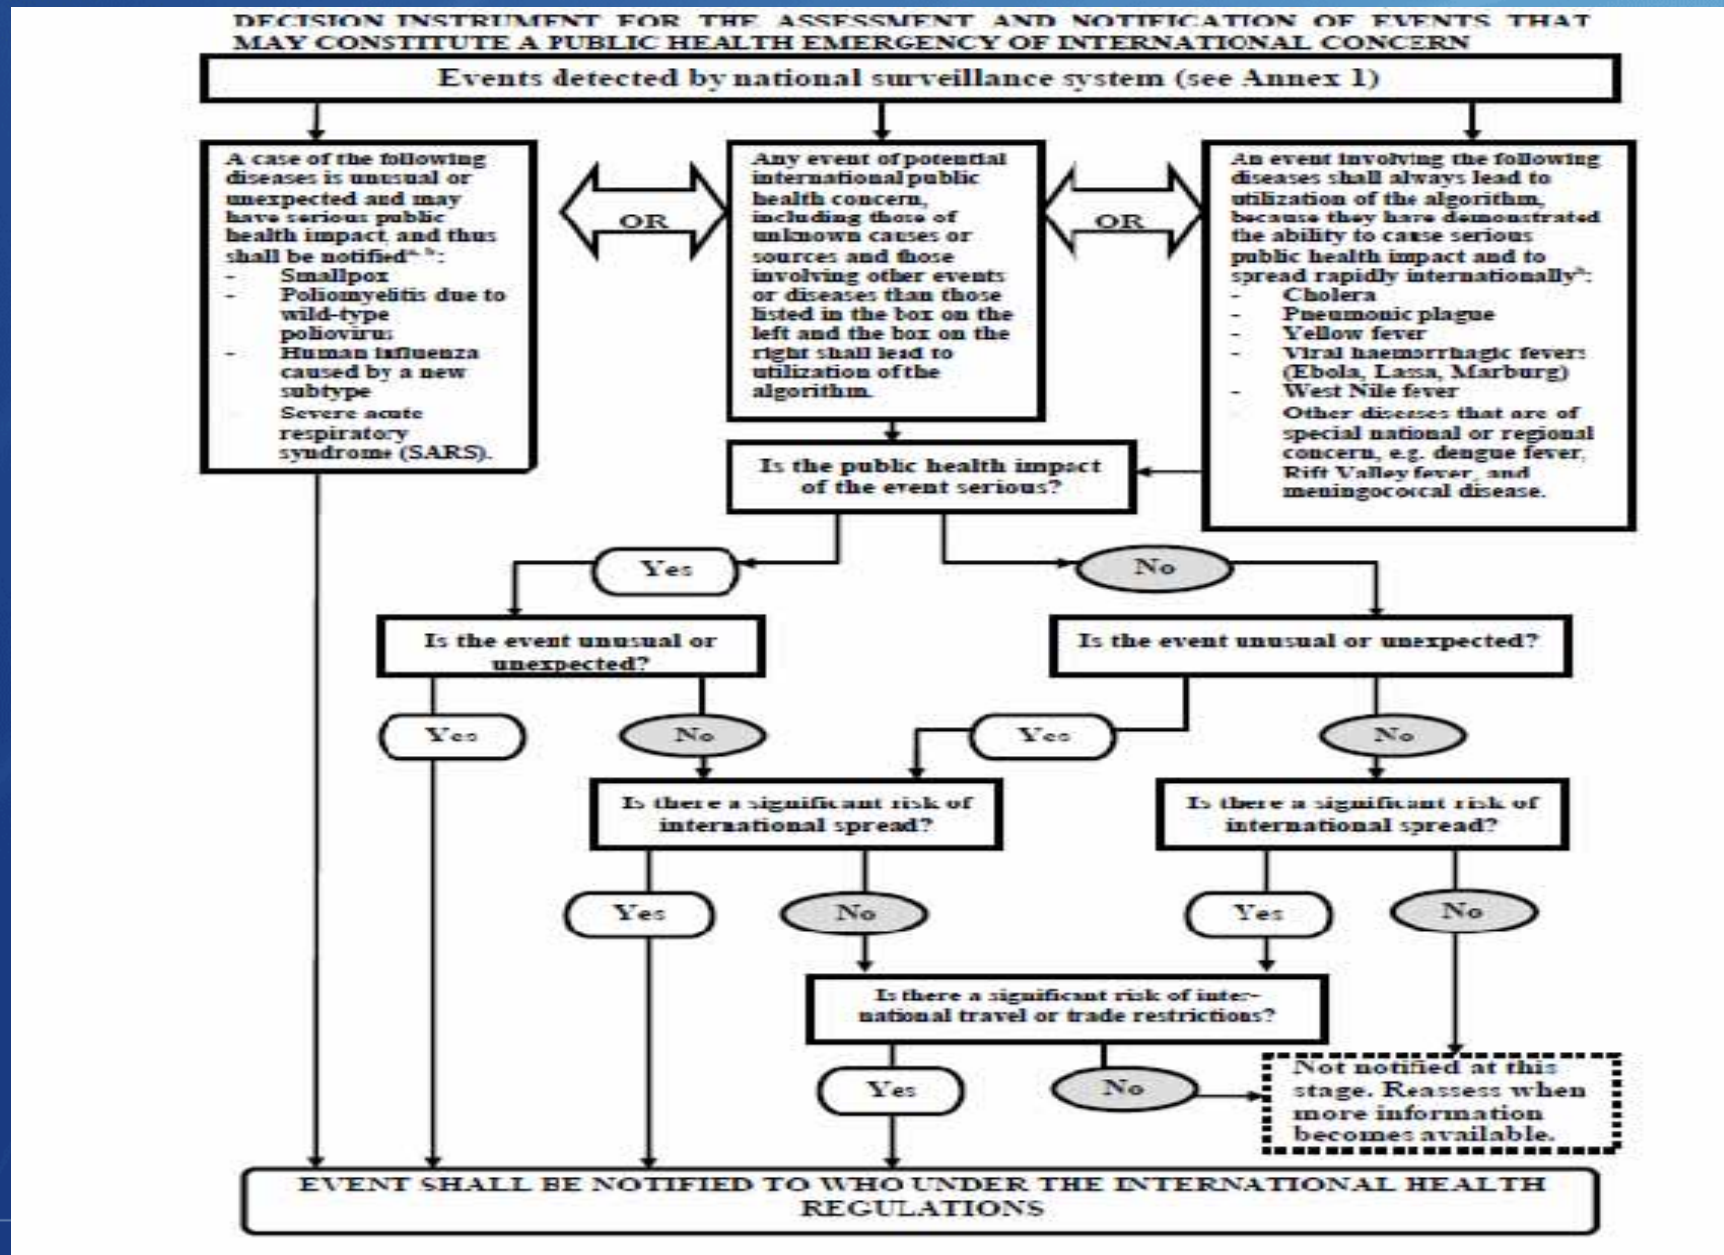 DECISION INSTRUMENT FOR THE ASSESSMENT AND NOTIFICATION OF EVENTS THAT
MAY CONSTITUTE A PUBLIC HEALTH EMERGENCY OF INTERNATIONAL CONCERN
Events detected by national surveillance system (see Annex 1)
A case of the following
diseases is unusual or
unexpected and may
have serious public
health impact, and thus
shall be notifiedᵃ, ᵇ:
- Smallpox
- Poliomyelitis due to
wild-type
poliovirus
- Human influenza
caused by a new
subtype
- Severe acute
respiratory
syndrome (SARS).
OR
Any event of potential
international public
health concern,
including those of
unknown causes or
sources and those
involving other events
or diseases than those
listed in the box on the
left and the box on the
right shall lead to
utilization of the
algorithm.
OR
An event involving the following
diseases shall always lead to
utilization of the algorithm,
because they have demonstrated
the ability to cause serious
public health impact and to
spread rapidly internationallyᵇ:
- Cholera
- Pneumonic plague
- Yellow fever
- Viral haemorrhagic fevers
(Ebola, Lassa, Marburg)
- West Nile fever
- Other diseases that are of
special national or regional
concern, e.g. dengue fever,
Rift Valley fever, and
meningococcal disease.
Is the public health impact
of the event serious?
Yes
No
Is the event unusual or
unexpected?
Is the event unusual or unexpected?
Yes
No
Yes
No
Is there a significant risk of
international spread?
Is there a significant risk of
international spread?
Yes
No
Yes
No
Is there a significant risk of inter-
national travel or trade restrictions?
Yes
No
Not notified at this
stage. Reassess when
more information
becomes available.
EVENT SHALL BE NOTIFIED TO WHO UNDER THE INTERNATIONAL HEALTH
REGULATIONS